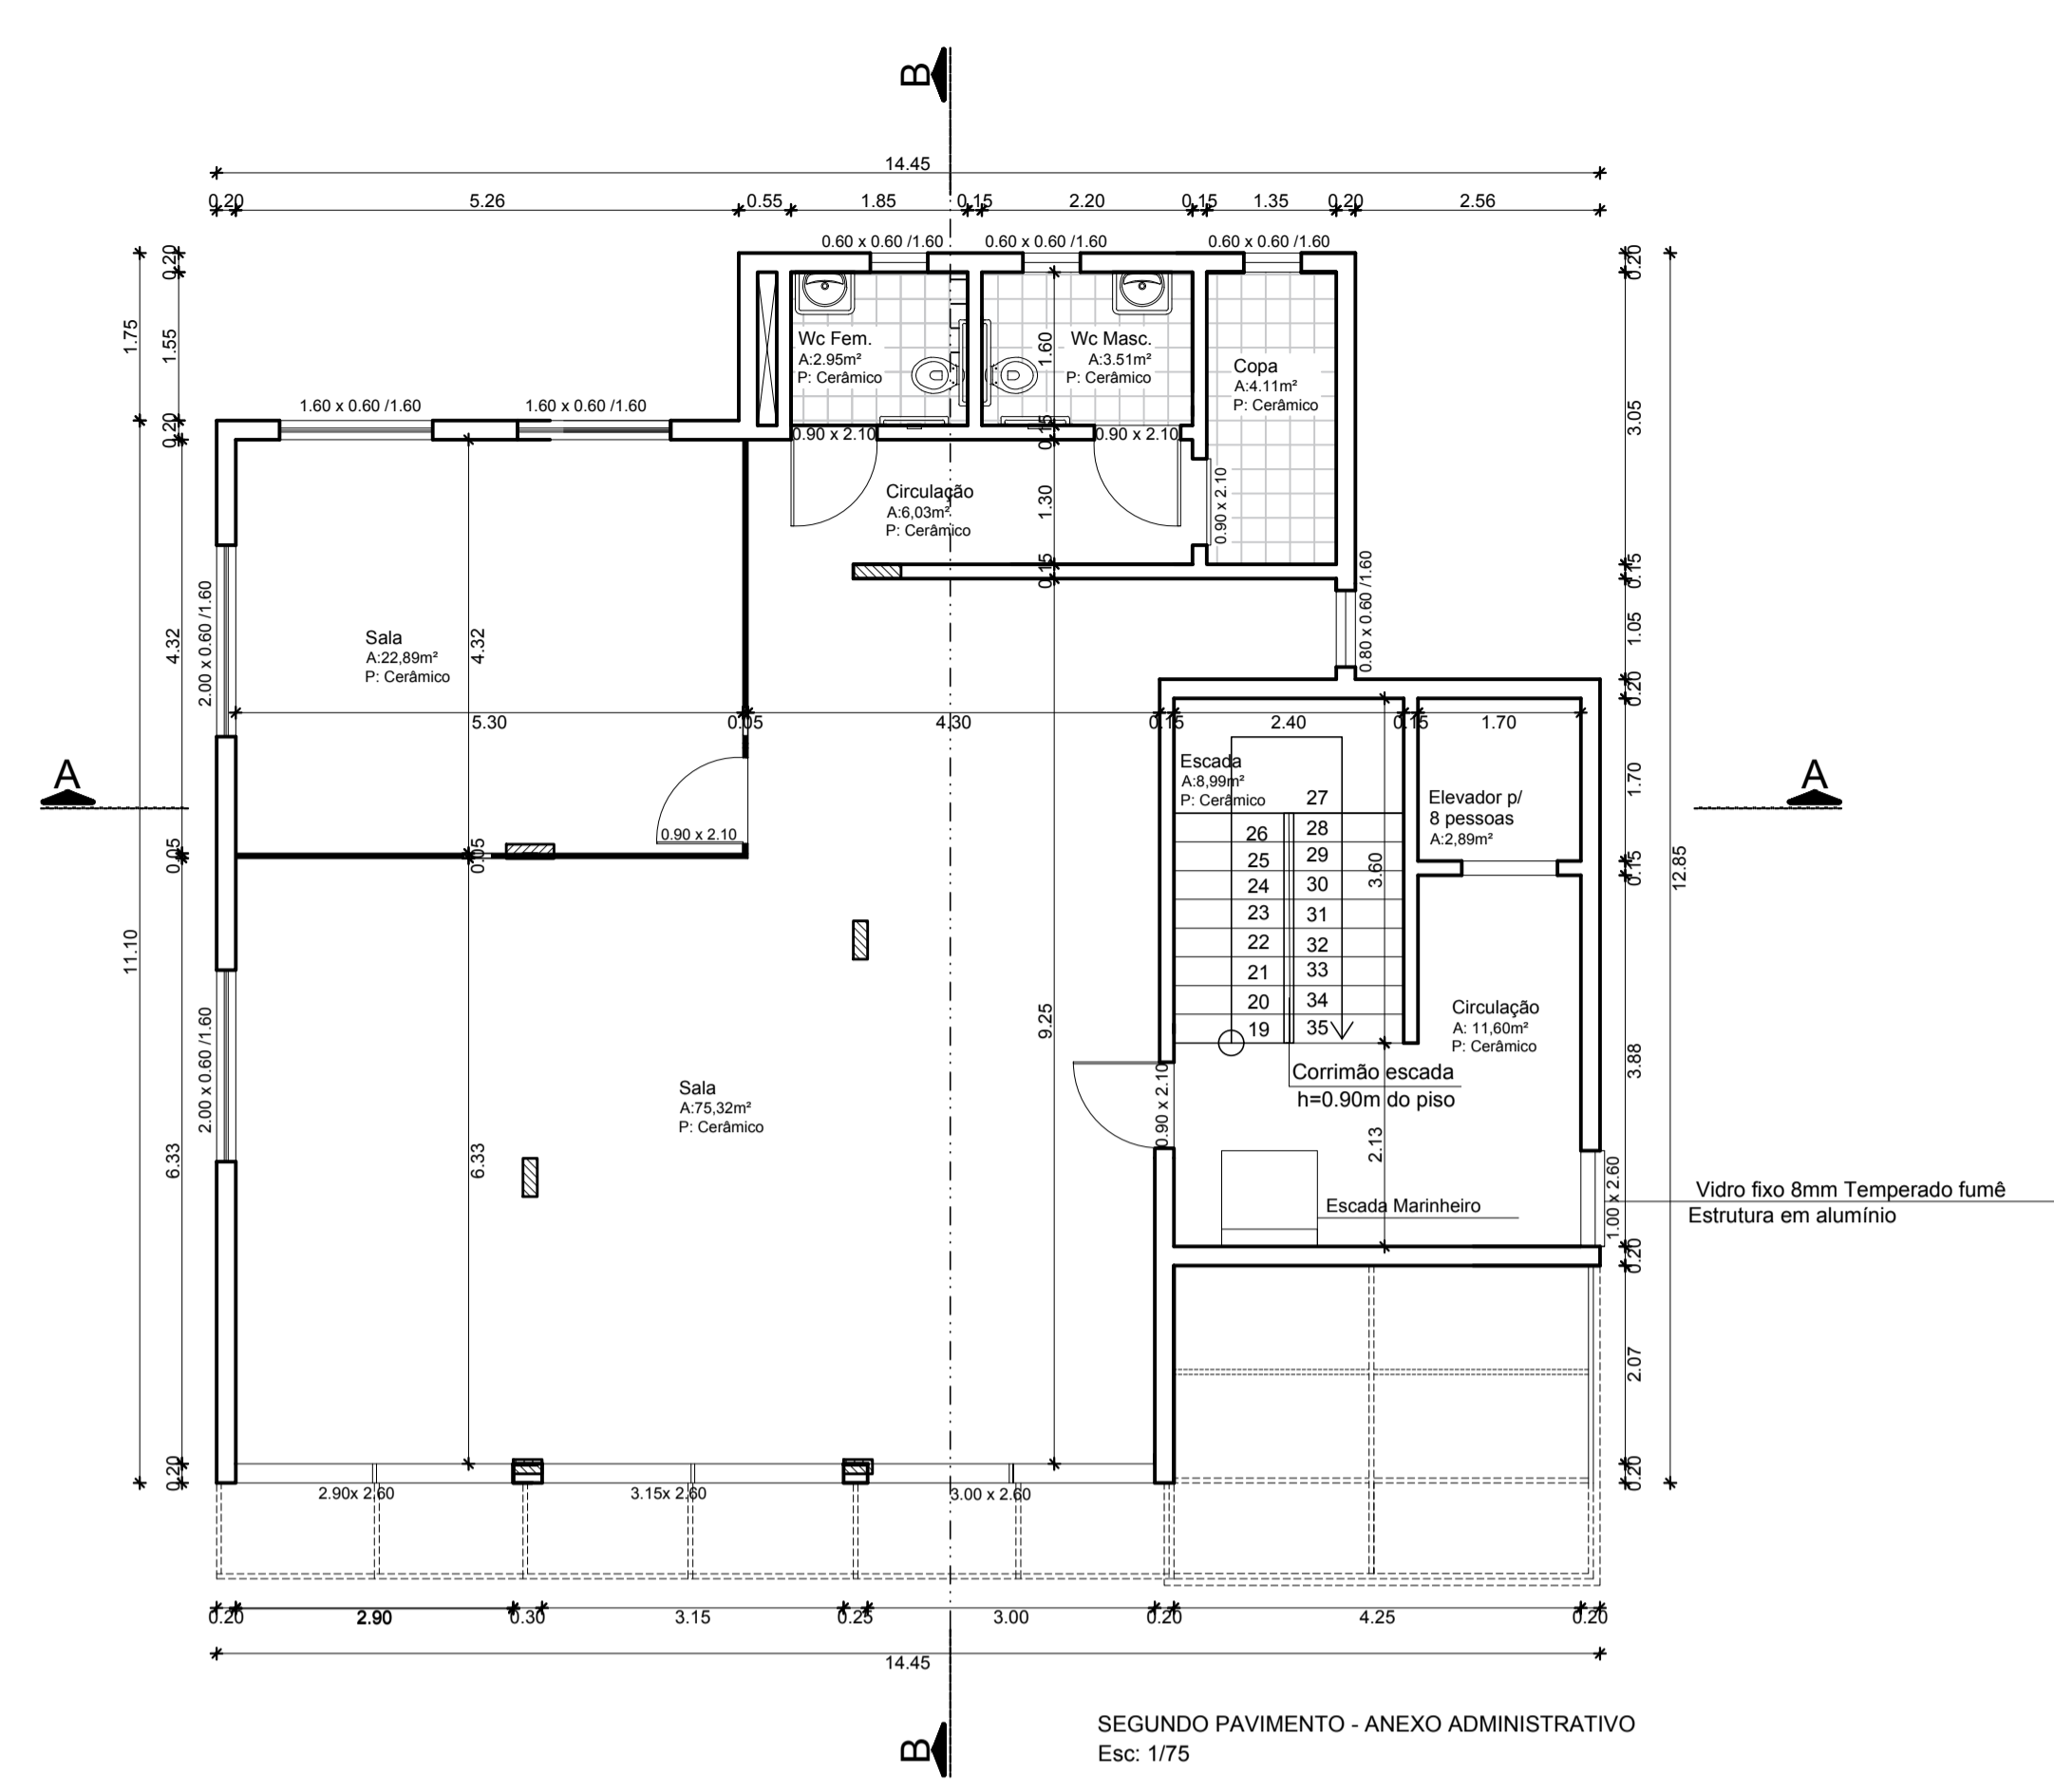 B
14.45
0.20 5.26 0.55 1.85 0.15 2.20 0.15 1.35 0.20 2.56
0.60 x 0.60 /1.60 0.60 x 0.60 /1.60 0.60 x 0.60 /1.60
0.20
1.75
1.55
0.20
4.32
0.05
11.10
6.33
0.20
1.60 x 0.60 /1.60 1.60 x 0.60 /1.60
Wc Fem.
A:2.95m²
P: Cerâmico
Wc Masc.
A:3.51m²
P: Cerâmico
1.60
Copa
A:4.11m²
P: Cerâmico
0.90 x 2.10 0.15 0.90 x 2.10
Circulação
A:6,03m²
P: Cerâmico
1.30
0.90 x 2.10
0.15
0.80 x 0.60 /1.60
0.20
3.05
0.15
1.05
0.20
1.70
0.15
12.85
3.88
0.20
2.07
0.20
2.00 x 0.60 /1.60
Sala
A:22,89m²
P: Cerâmico
4.32
5.30 0.05 4.30 0.15 2.40 0.15 1.70
A A
0.90 x 2.10
0.05
Escada
A:8,99m²
P: Cerâmico
27
26 28
25 29
24 30
23 31
22 32
21 33
20 34
19 35
3.60
Elevador p/
8 pessoas
A:2,89m²
Circulação
A: 11,60m²
P: Cerâmico
Corrimão escada
h=0.90m do piso
2.00 x 0.60 /1.60
9.25
Sala
A:75,32m²
P: Cerâmico
6.33
0.90 x 2.10
2.13
Escada Marinheiro
1.00 x 2.60
Vidro fixo 8mm Temperado fumê
Estrutura em alumínio
2.90x 2.60 3.15x 2.60 3.00 x 2.60
0.20 2.90 0.30 3.15 0.25 3.00 0.20 4.25 0.20
14.45
B
SEGUNDO PAVIMENTO - ANEXO ADMINISTRATIVO
Esc: 1/75